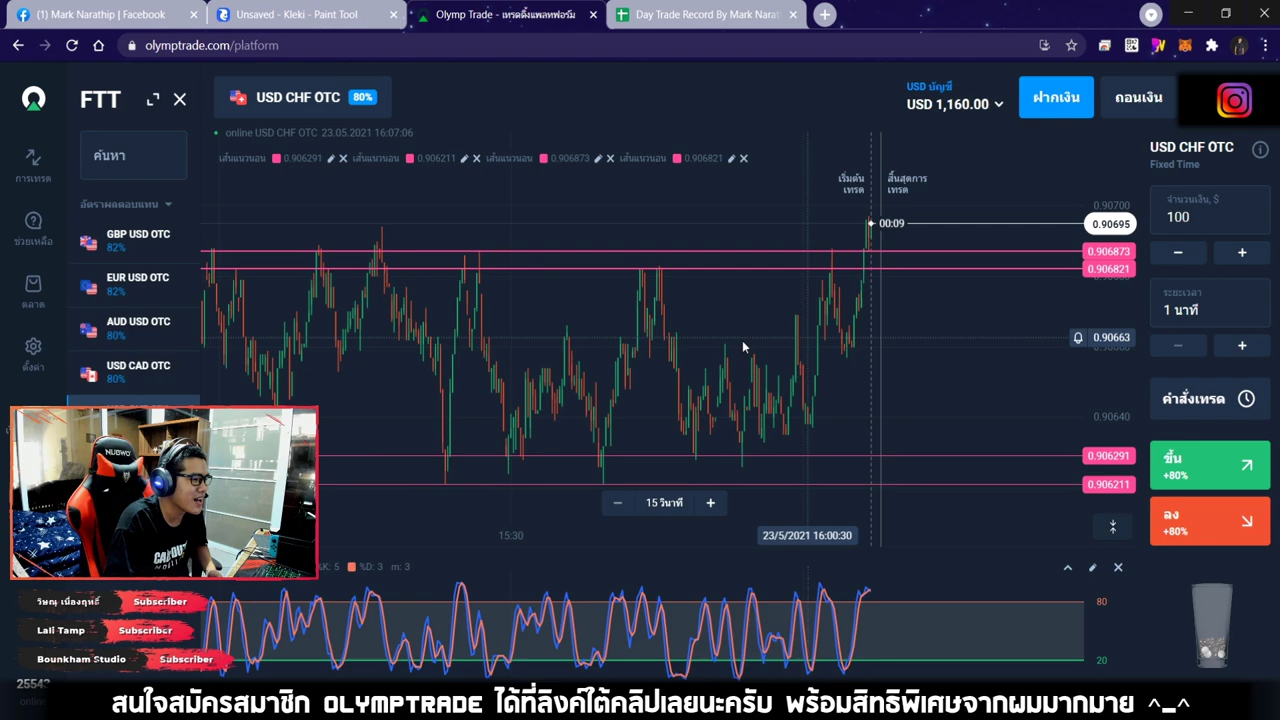 (1) Mark Narathip | Facebook
Unsaved - Kleki - Paint Tool
Olymp Trade - เทรดดิ้งแพลทฟอร์ม
Day Trade Record By Mark Narat
olymptrade.com/platform
FTT
USD CHF OTC 80%
USD บัญชี
USD 1,160.00
ฝากเงิน
ถอนเงิน
online USD CHF OTC 23.05.2021 16:07:06
เส้นแนวนอน 0.906291 เส้นแนวนอน 0.906211 เส้นแนวนอน 0.906873 เส้นแนวนอน 0.906821
ค้นหา
อัตราผลตอบแทน
การเทรด
ช่วยเหลือ
ตลาด
ตั้งค่า
GBP USD OTC
82%
EUR USD OTC
82%
AUD USD OTC
80%
USD CAD OTC
80%
เริ่มต้น
เทรด
สิ้นสุดการ
เทรด
00:09
0.90700
0.90695
0.906873
0.906821
0.90663
0.90640
0.906291
0.906211
15 วินาที
15:30
23/5/2021 16:00:30
USD CHF OTC
Fixed Time
จำนวนเงิน, $
100
ระยะเวลา
1 นาที
คำสั่งเทรด
ขึ้น
+80%
ลง
+80%
K: 5 %D: 3 m: 3
80
20
NUBWO
วิษณุ เนื่องฤทธิ์ Subscriber
Lali Tamp Subscriber
Bounkham Studio Subscriber
25543
online
สนใจสมัครสมาชิก OLYMPTRADE ได้ที่ลิงค์ใต้คลิปเลยนะครับ พร้อมสิทธิพิเศษจากผมมากมาย ^_^